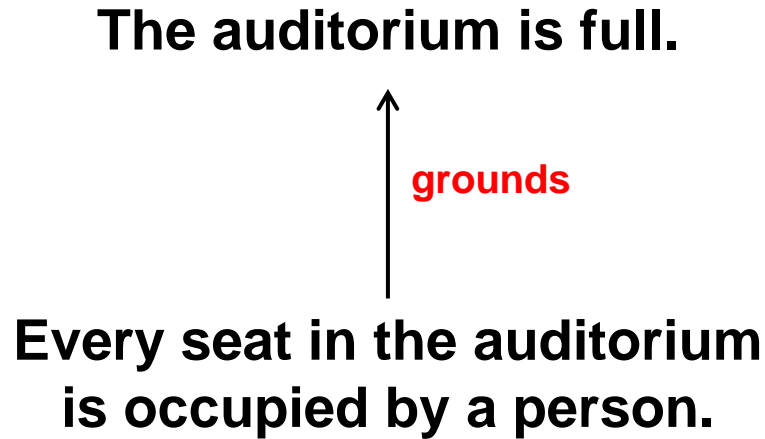 The auditorium is full.
grounds
Every seat in the auditorium
is occupied by a person.